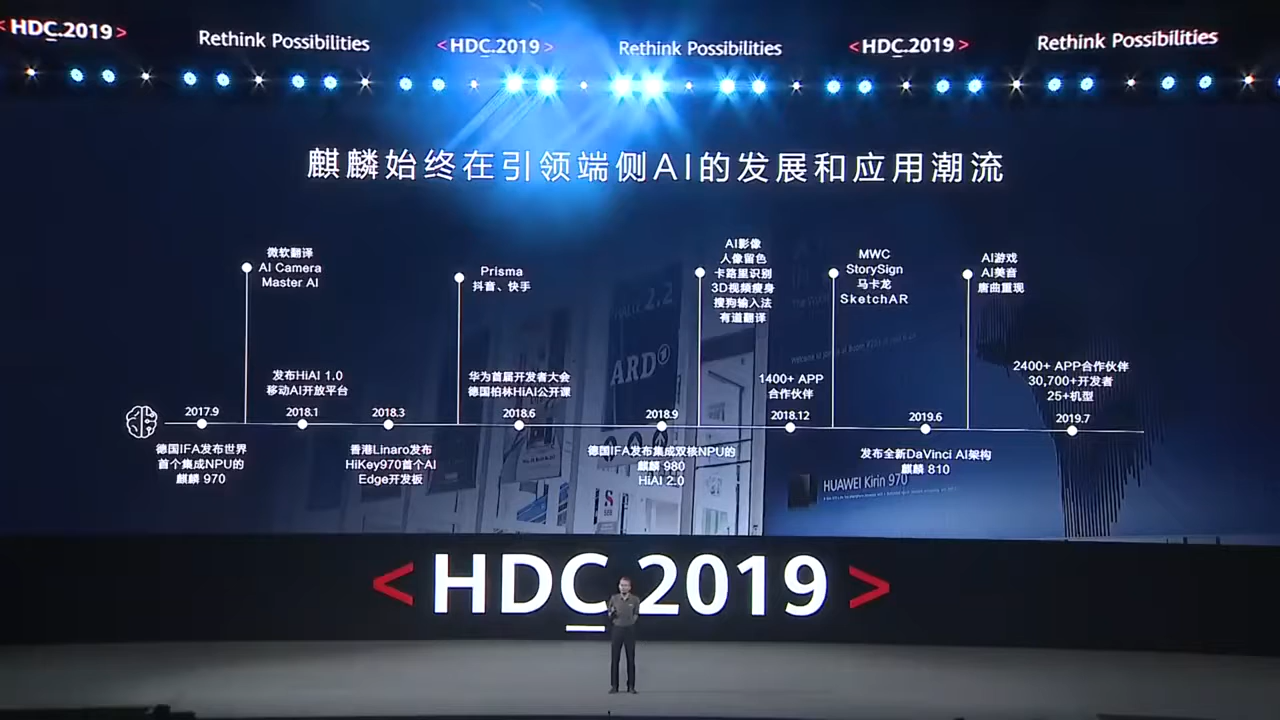 <HDC.2019>
Rethink Possibilities
<HDC.2019>
Rethink Possibilities
<HDC.2019>
Rethink Possibilities
麒麟始终在引领端侧AI的发展和应用潮流
微软翻译
AI Camera
Master AI
Prisma
抖音、快手
AI影像
人像留色
卡路里识别
3D视频瘦身
搜狗输入法
有道翻译
MWC
StorySign
马卡龙
SketchAR
AI游戏
AI美音
唐曲重现
发布HiAI 1.0
移动AI开放平台
华为首届开发者大会
德国柏林HiAI公开课
1400+ APP
合作伙伴
2400+ APP合作伙伴
30,700+开发者
25+机型
2017.9
2018.1
2018.3
2018.6
2018.9
2018.12
2019.6
2019.7
德国IFA发布世界
首个集成NPU的
麒麟 970
香港Linaro发布
HiKey970首个AI
Edge开发板
德国IFA发布集成双核NPU的
麒麟 980
HiAI 2.0
发布全新DaVinci AI架构
麒麟 810
2.2
ARD
HUAWEI Kirin 970
<HDC.2019>